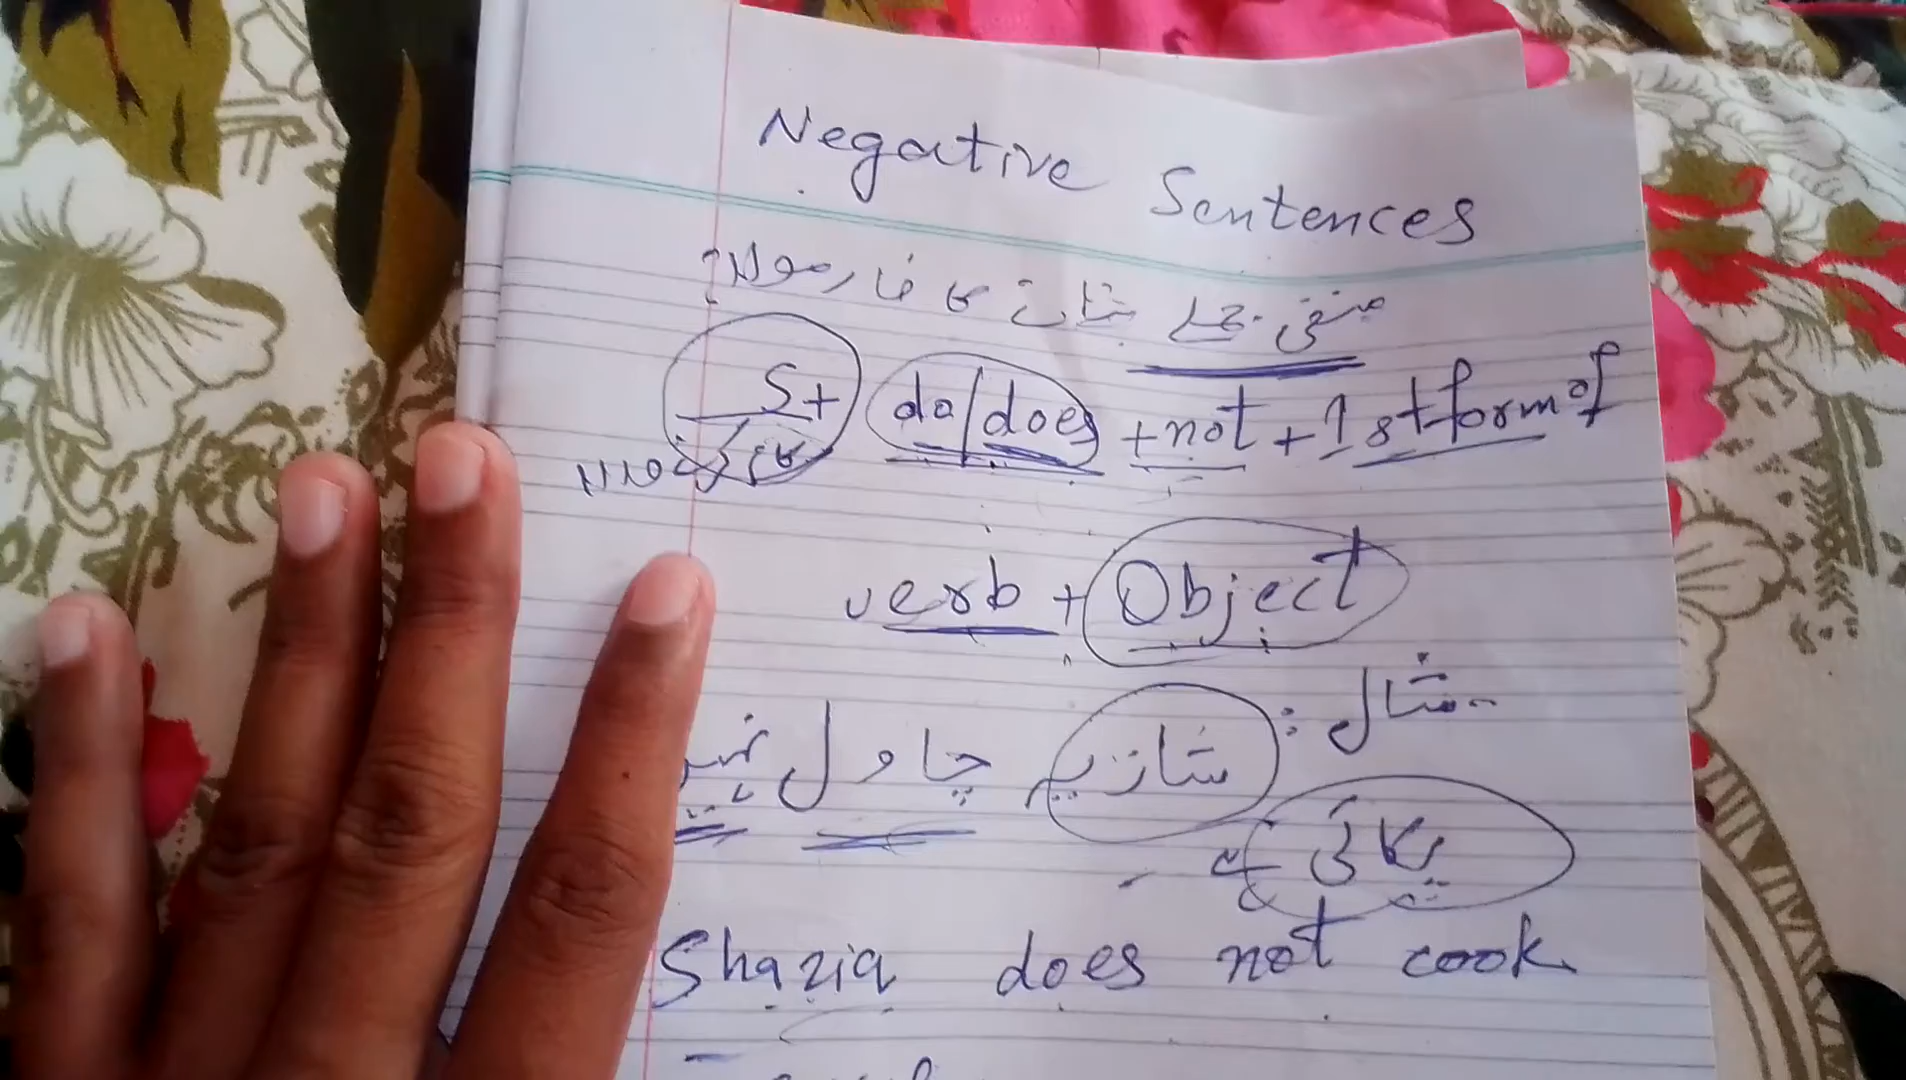 Negative Sentences
منفی جملے بنانے کا فارمولا:
S + do/does + not + 1st form of
verb + Object
مثال :
شازیہ چاول نہیں
پکاتی ہے ۔
Shazia does not cook